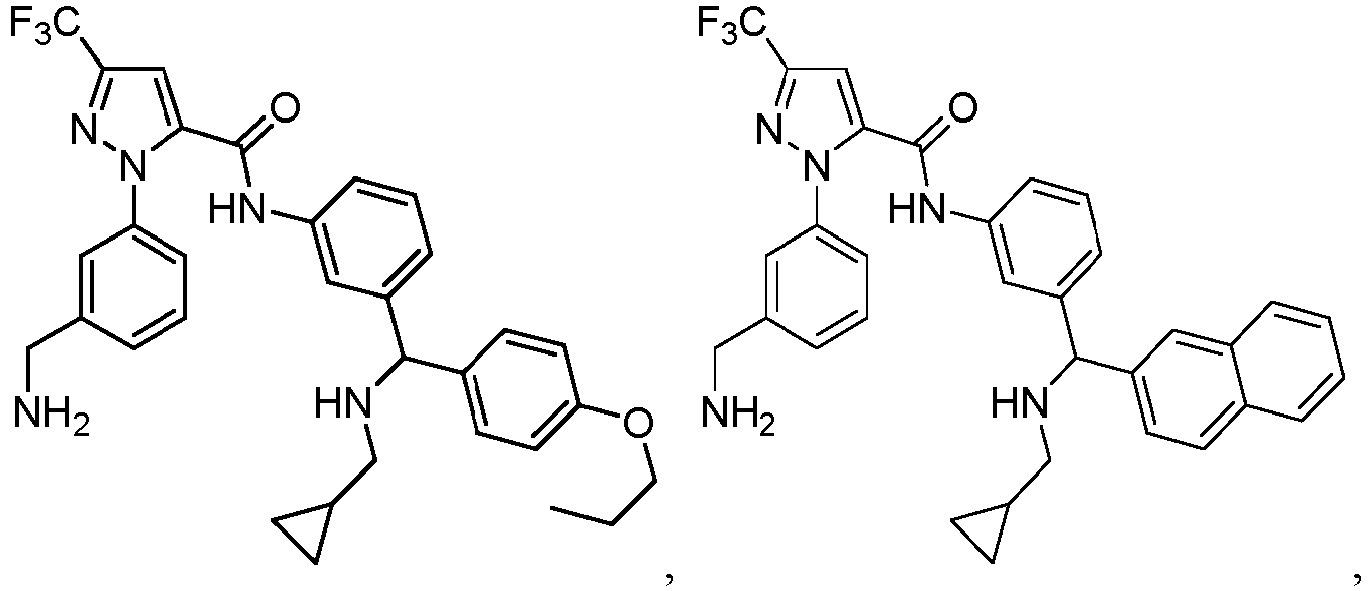 F3C F3C
N O N O
N N
HN HN
HN HN
NH2 O NH2
, ,